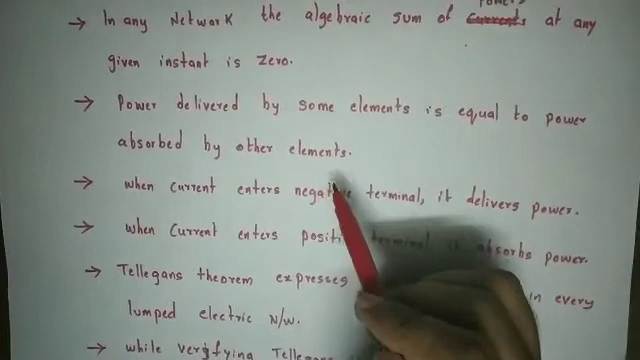 → In any Network the algebraic sum of currents at any
given instant is zero.
→ Power delivered by some elements is equal to power
absorbed by other elements.
→ when current enters negative terminal, it delivers power.
→ when Current enters positi terminal it absorbs power.
→ Tellegans theorem expresses in every
lumped electric N/W.
→ while verifying Tellegans